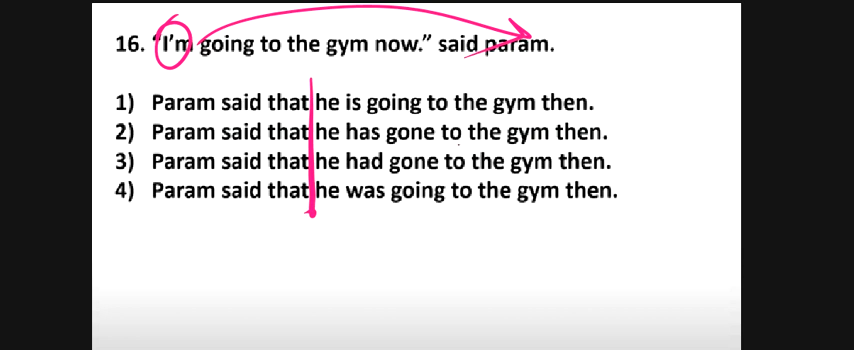 16. “I’m going to the gym now.” said param.
1) Param said that he is going to the gym then.
2) Param said that he has gone to the gym then.
3) Param said that he had gone to the gym then.
4) Param said that he was going to the gym then.